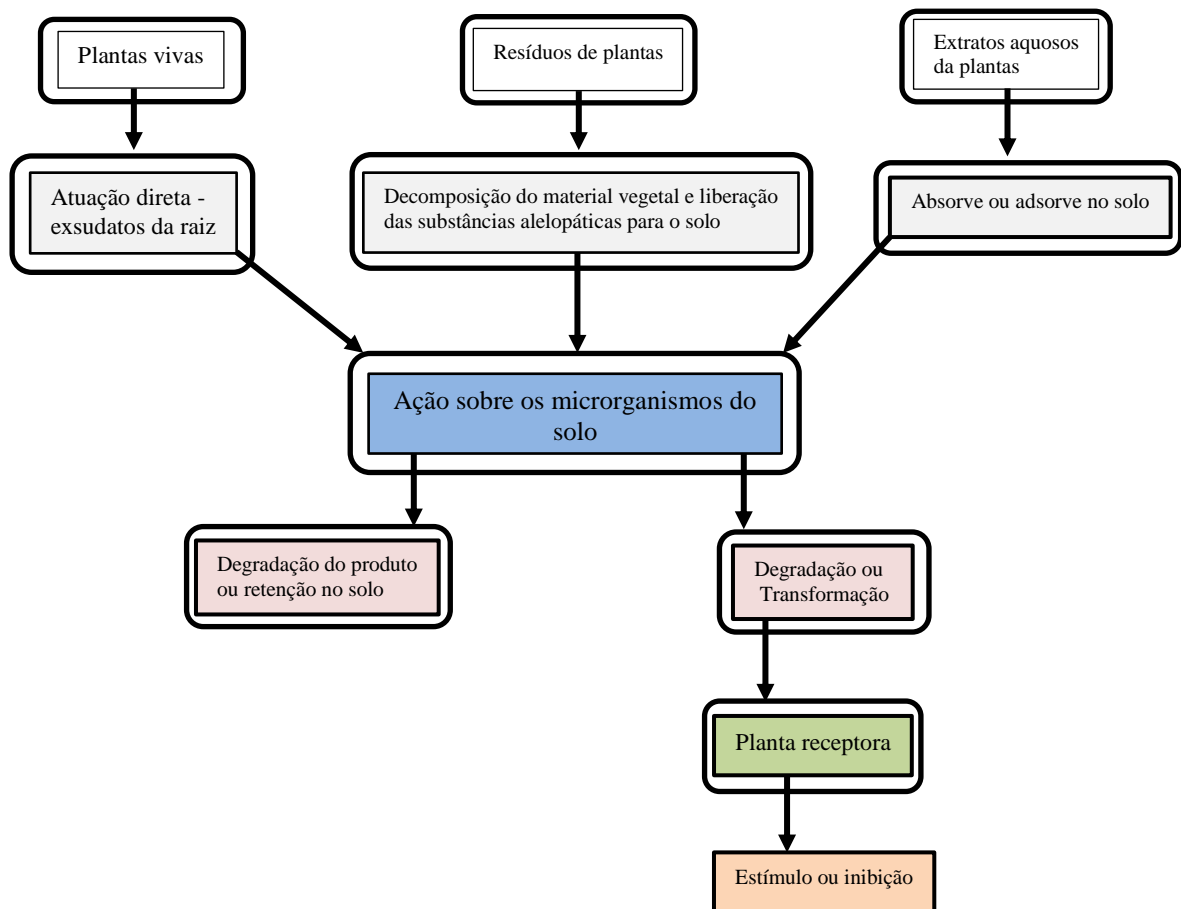 Plantas vivas
Resíduos de plantas
Extratos aquosos
da plantas
Atuação direta -
exsudatos da raiz
Decomposição do material vegetal e liberação
das substâncias alelopáticas para o solo
Absorve ou adsorve no solo
Ação sobre os microrganismos do
solo
Degradação do produto
ou retenção no solo
Degradação ou
Transformação
Planta receptora
Estímulo ou inibição